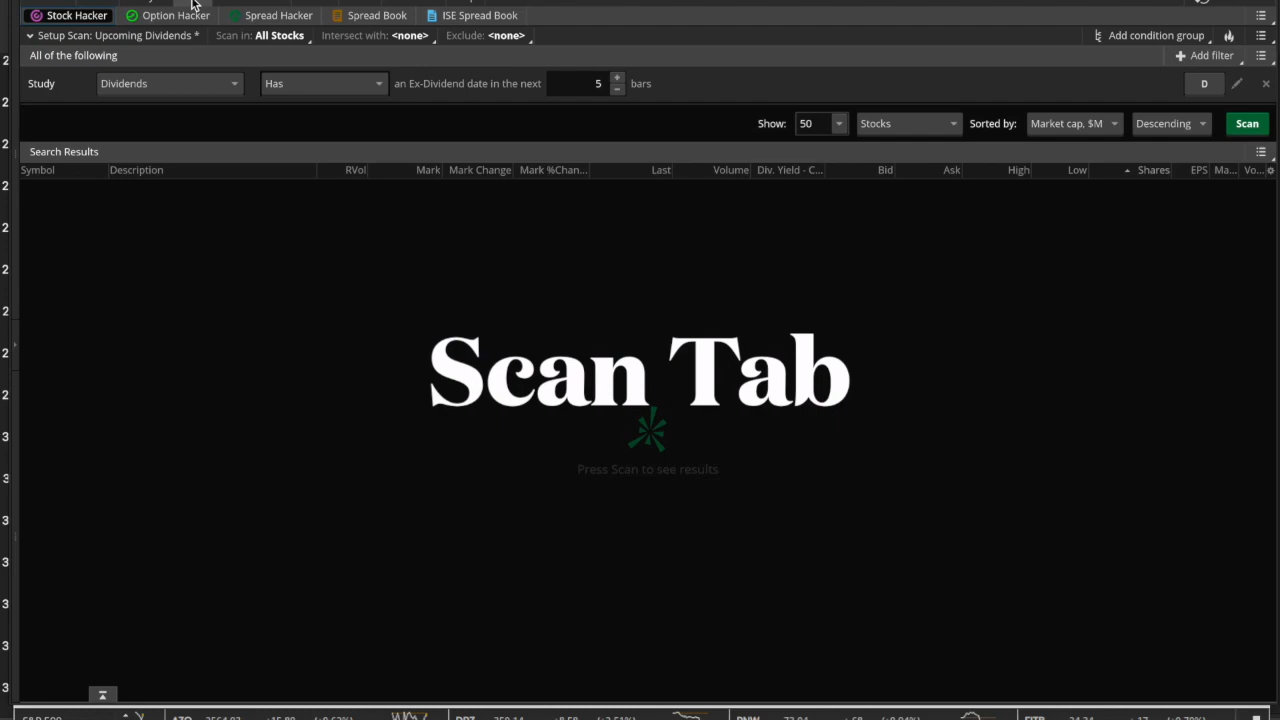 Stock Hacker Option Hacker Spread Hacker Spread Book ISE Spread Book
Setup Scan: Upcoming Dividends * Scan in: All Stocks Intersect with: <none> Exclude: <none> Add condition group
All of the following Add filter
Study Dividends Has an Ex-Dividend date in the next 5 bars D
Show: 50 Stocks Sorted by: Market cap, $M Descending Scan
Search Results
Symbol Description RVol Mark Mark Change Mark %Chan... Last Volume Div. Yield - C... Bid Ask High Low Shares EPS Ma... Vo...
Scan Tab
Press Scan to see results